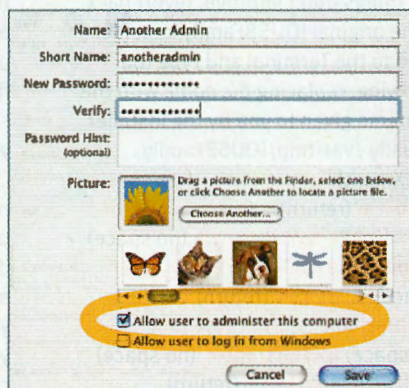 Name: Another Admin
Short Name: anotheradmin
New Password: ••••••••••••
Verify: ••••••••••••
Password Hint:
(optional)
Picture:
Drag a picture from the Finder, select one below,
or click Choose Another to locate a picture file.
Choose Another...
Allow user to administer this computer
Allow user to log in from Windows
Cancel
Save